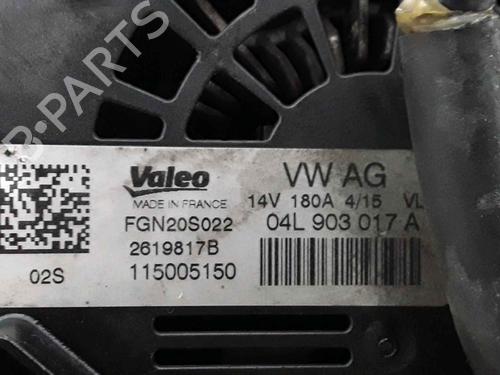 B-PARTS
Valeo
MADE IN FRANCE
FGN20S022
2619817B
115005150
02S
VW AG
14V 180A 4/15 VL
04L 903 017 A